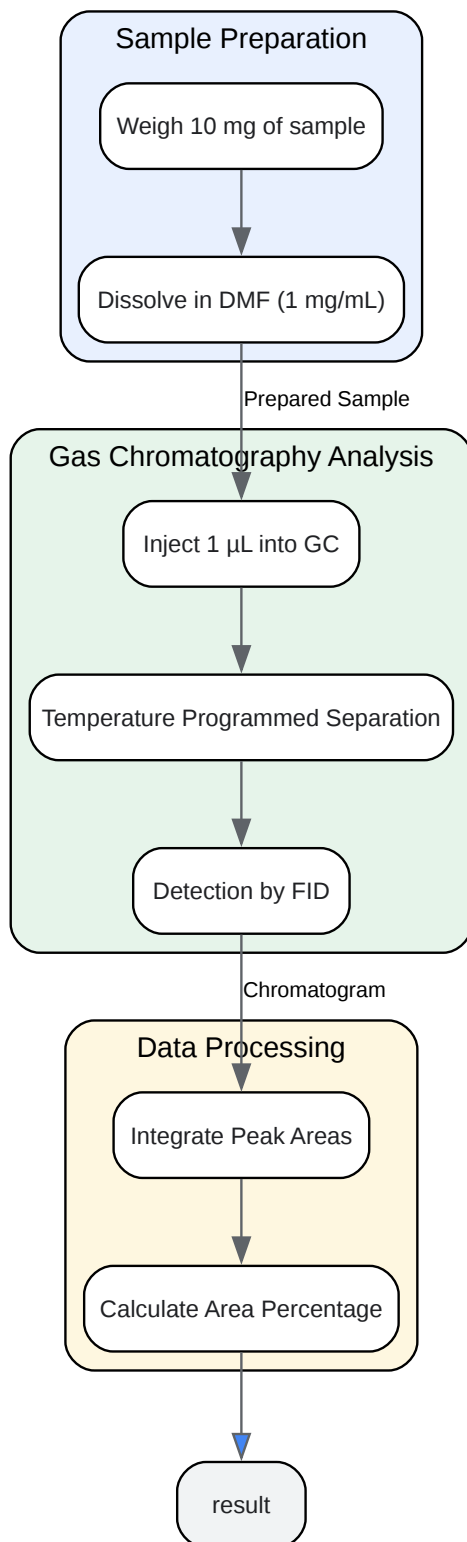 Sample Preparation
Weigh 10 mg of sample
Dissolve in DMF (1 mg/mL)
Prepared Sample
Gas Chromatography Analysis
Inject 1 µL into GC
Temperature Programmed Separation
Detection by FID
Chromatogram
Data Processing
Integrate Peak Areas
Calculate Area Percentage
result